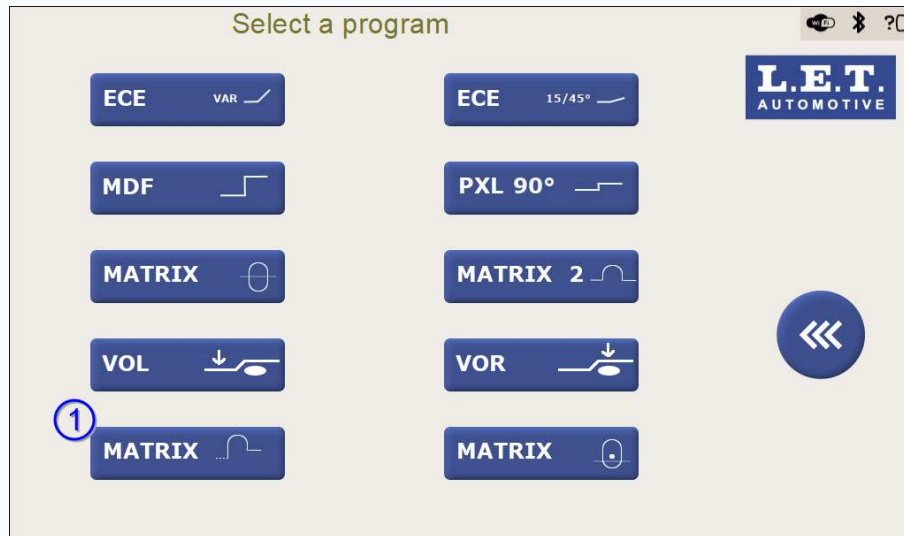 Select a program
WiFi ?
L.E.T.
AUTOMOTIVE
ECE VAR
ECE 15/45°
MDF
PXL 90°
MATRIX
MATRIX 2
VOL
VOR
1
MATRIX ...
MATRIX